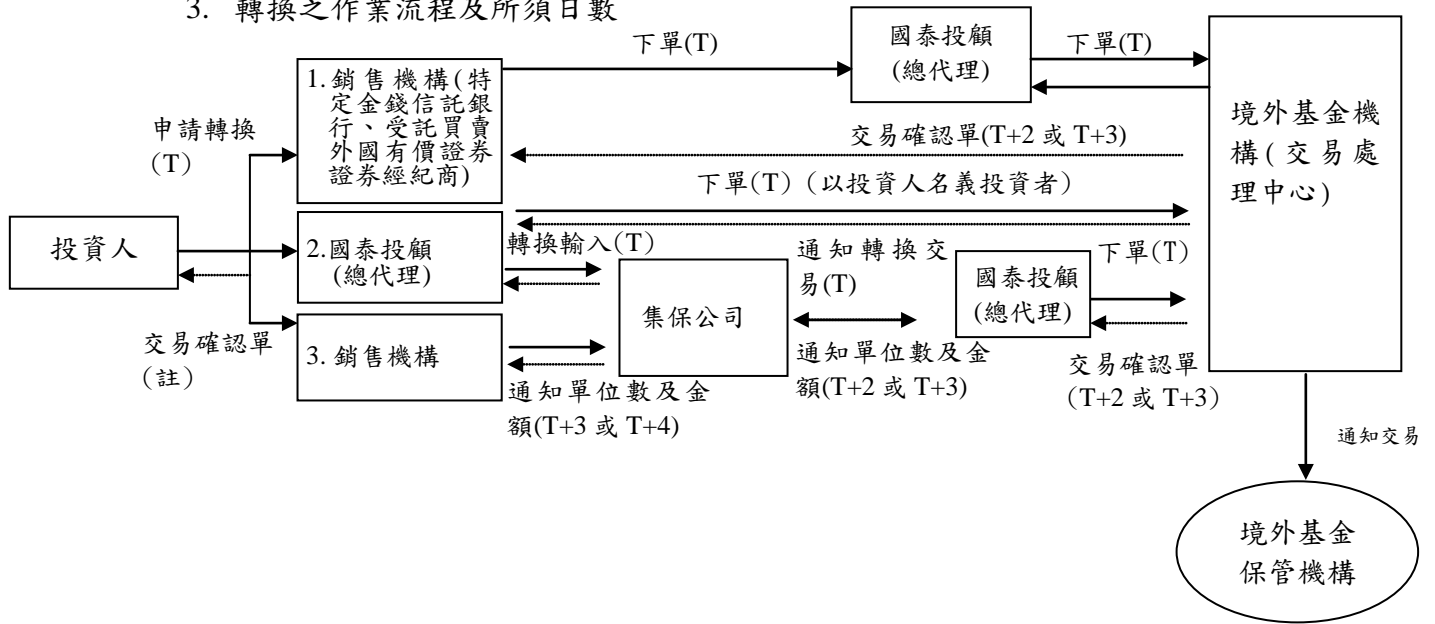 3. 轉換之作業流程及所須日數
下單(T)
國泰投顧
(總代理)
下單(T)
1.銷售機構(特
定金錢信託銀
行、受託買賣
外國有價證券
證券經紀商)
申請轉換
(T)
境外基金機
構(交易處
理中心)
交易確認單(T+2 或 T+3)
下單(T)(以投資人名義投資者)
投資人
2.國泰投顧
(總代理)
轉換輸入(T)
通知轉換交
易(T)
國泰投顧
(總代理)
下單(T)
集保公司
交易確認單
(註)
3. 銷售機構
通知單位數及金
額(T+3 或 T+4)
通知單位數及金
額(T+2 或 T+3)
交易確認單
(T+2 或 T+3)
通知交易
境外基金
保管機構